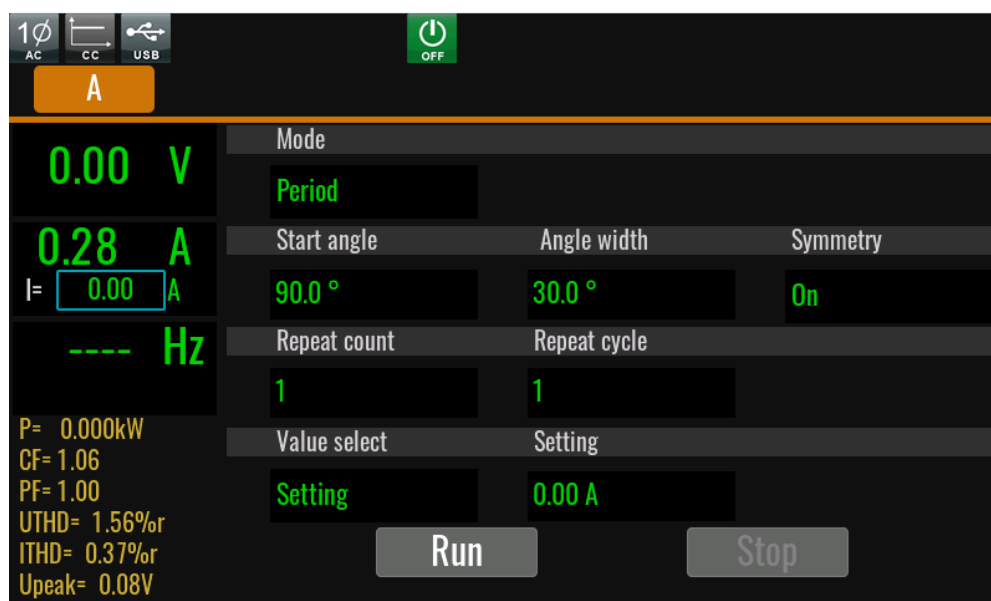 1Ø
AC
CC
USB
OFF
A
0.00 V
0.28 A
I= 0.00 A
---- Hz
P= 0.000kW
CF= 1.06
PF= 1.00
UTHD= 1.56%r
ITHD= 0.37%r
Upeak= 0.08V
Mode
Period
Start angle Angle width Symmetry
90.0 ° 30.0 ° On
Repeat count Repeat cycle
1 1
Value select Setting
Setting 0.00 A
Run Stop